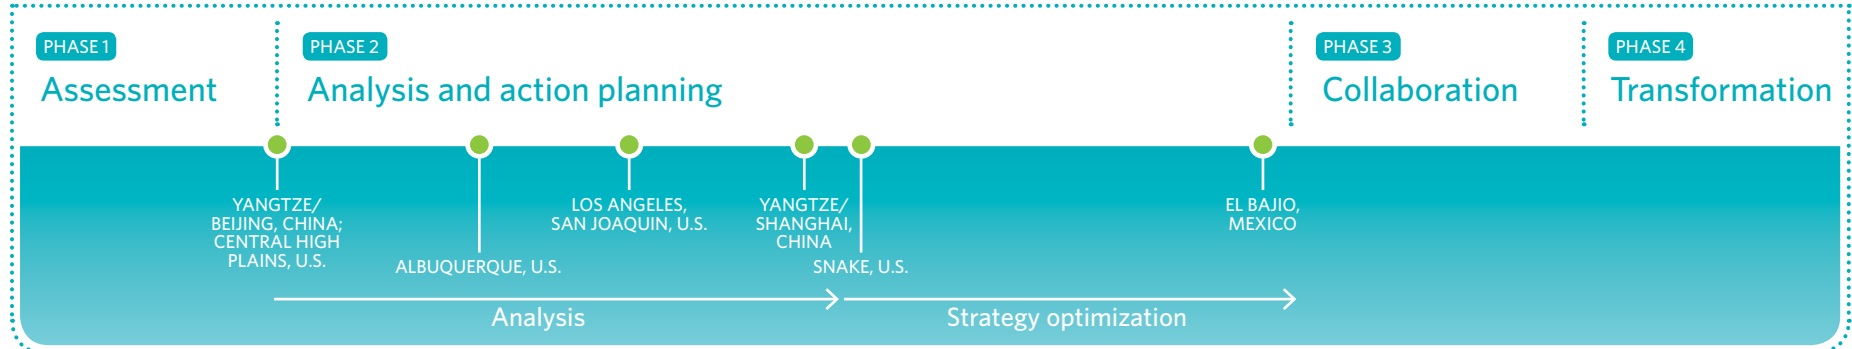 PHASE 1
Assessment
PHASE 2
Analysis and action planning
PHASE 3
Collaboration
PHASE 4
Transformation
YANGTZE/
BEIJING, CHINA;
CENTRAL HIGH
PLAINS, U.S.
ALBUQUERQUE, U.S.
LOS ANGELES,
SAN JOAQUIN, U.S.
YANGTZE/
SHANGHAI,
CHINA
SNAKE, U.S.
EL BAJIO,
MEXICO
Analysis
Strategy optimization